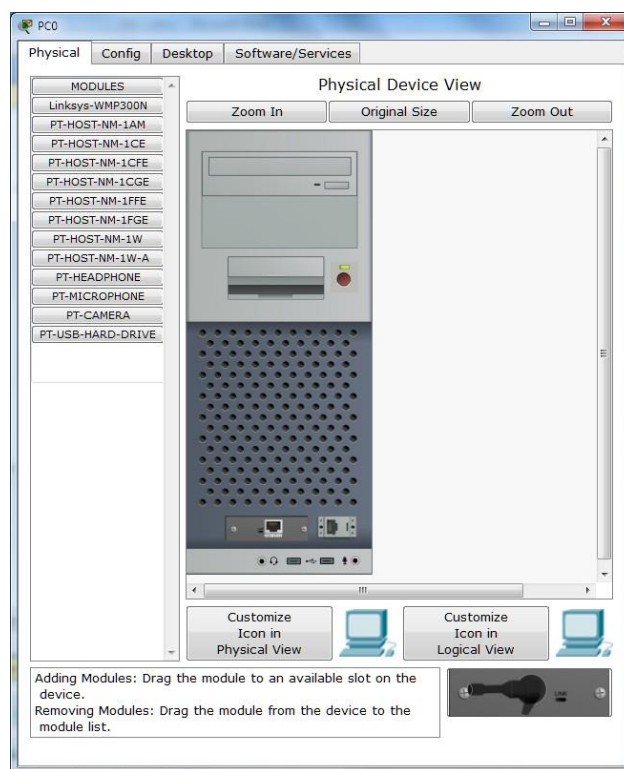 PC0
Physical
Config
Desktop
Software/Services
MODULES
Linksys-WMP300N
PT-HOST-NM-1AM
PT-HOST-NM-1CE
PT-HOST-NM-1CFE
PT-HOST-NM-1CGE
PT-HOST-NM-1FFE
PT-HOST-NM-1FGE
PT-HOST-NM-1W
PT-HOST-NM-1W-A
PT-HEADPHONE
PT-MICROPHONE
PT-CAMERA
PT-USB-HARD-DRIVE
Physical Device View
Zoom In
Original Size
Zoom Out
Customize
Icon in
Physical View
Customize
Icon in
Logical View
Adding Modules: Drag the module to an available slot on the
device.
Removing Modules: Drag the module from the device to the
module list.
LINK